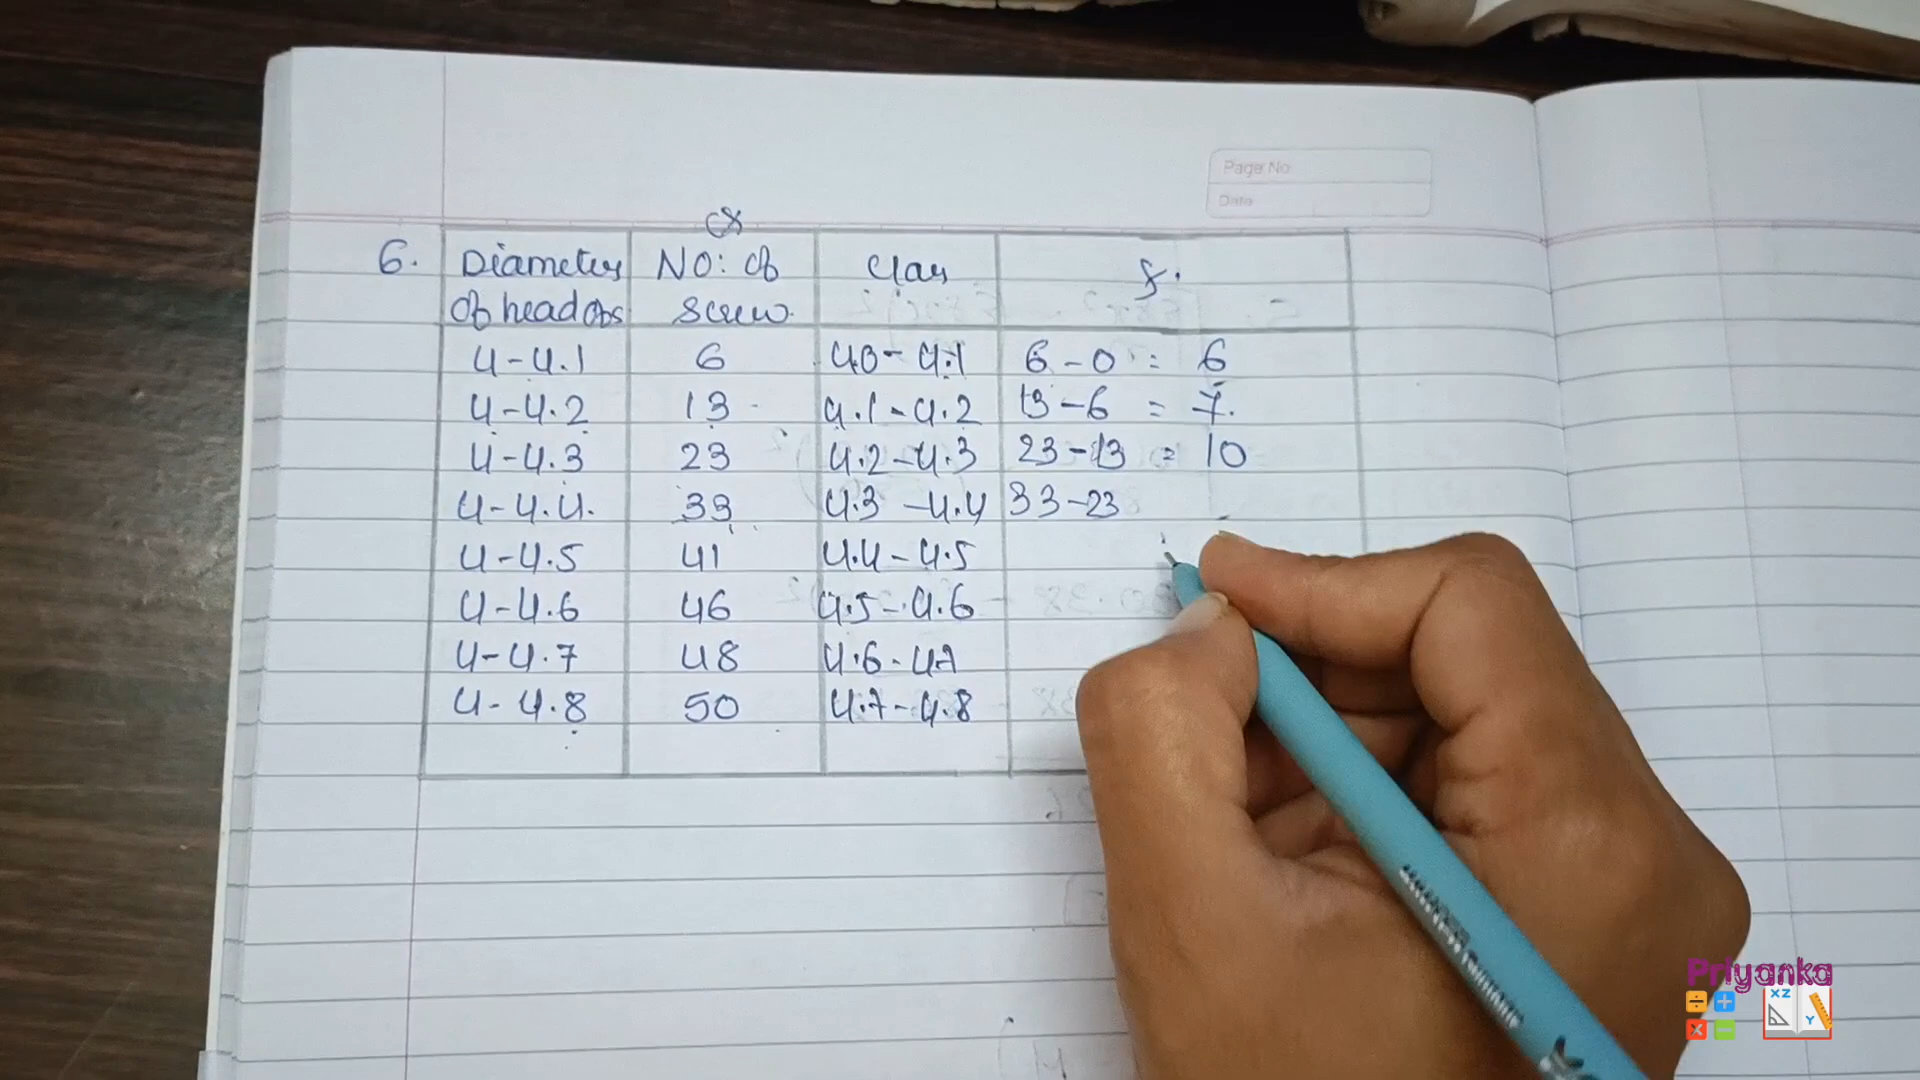 Page No
Date
cf
6. Diameter No: of Class f.
of head of screw.
4-4.1 6 4.0-4.1 6-0 = 6
4-4.2 13 4.1-4.2 13-6 = 7.
4-4.3 23 4.2-4.3 23-13 = 10
4-4.4. 33 4.3-4.4 33-23
4-4.5 41 4.4-4.5
4-4.6 46 4.5-4.6
4-4.7 48 4.6-4.7
4-4.8 50 4.7-4.8
Priyanka
XZ
Y